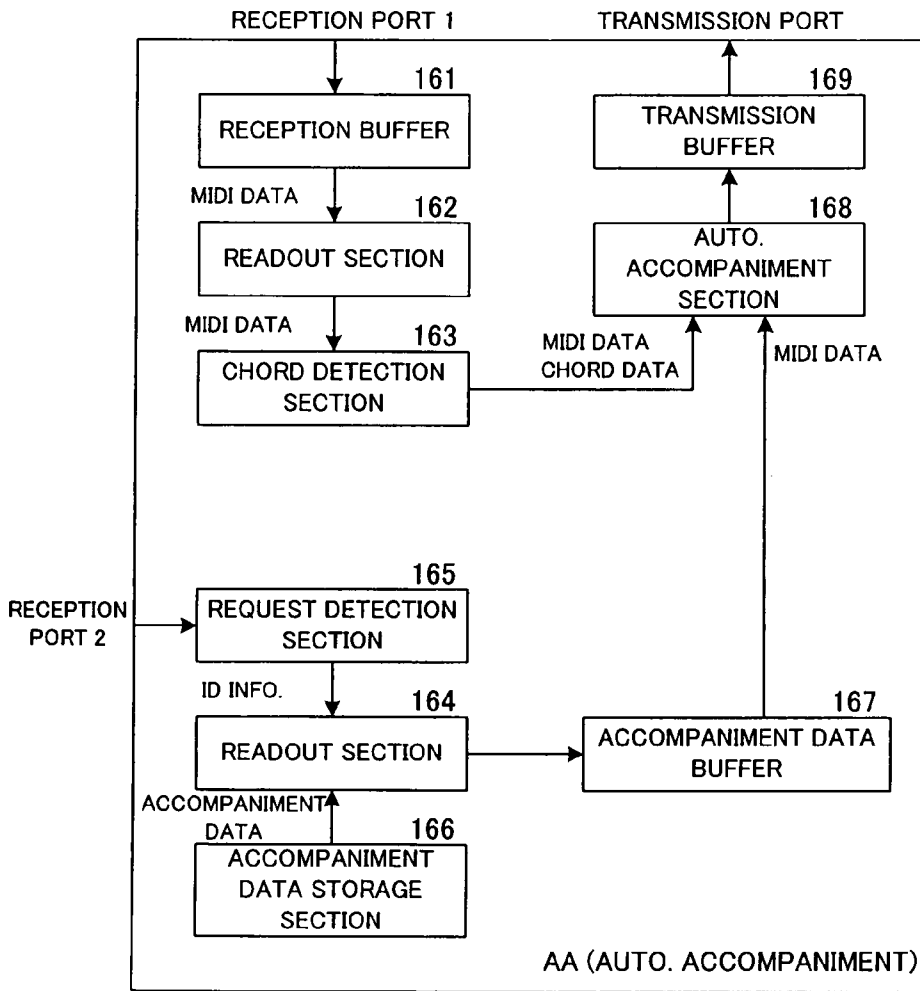 RECEPTION PORT 1
TRANSMISSION PORT
161
RECEPTION BUFFER
MIDI DATA
162
READOUT SECTION
MIDI DATA
163
CHORD DETECTION
SECTION
169
TRANSMISSION
BUFFER
168
AUTO.
ACCOMPANIMENT
SECTION
MIDI DATA
CHORD DATA
MIDI DATA
RECEPTION
PORT 2
165
REQUEST DETECTION
SECTION
ID INFO.
164
READOUT SECTION
167
ACCOMPANIMENT DATA
BUFFER
ACCOMPANIMENT
DATA
166
ACCOMPANIMENT
DATA STORAGE
SECTION
AA (AUTO. ACCOMPANIMENT)